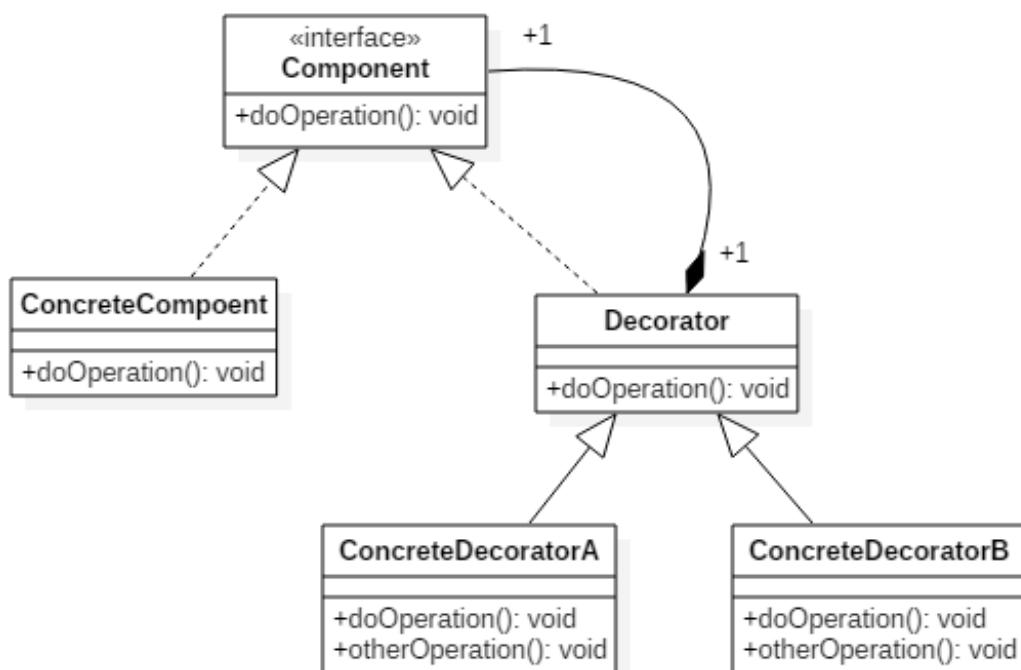 «interface»
Component
+doOperation(): void
+1
+1
ConcreteCompoent
+doOperation(): void
Decorator
+doOperation(): void
ConcreteDecoratorA
+doOperation(): void
+otherOperation(): void
ConcreteDecoratorB
+doOperation(): void
+otherOperation(): void